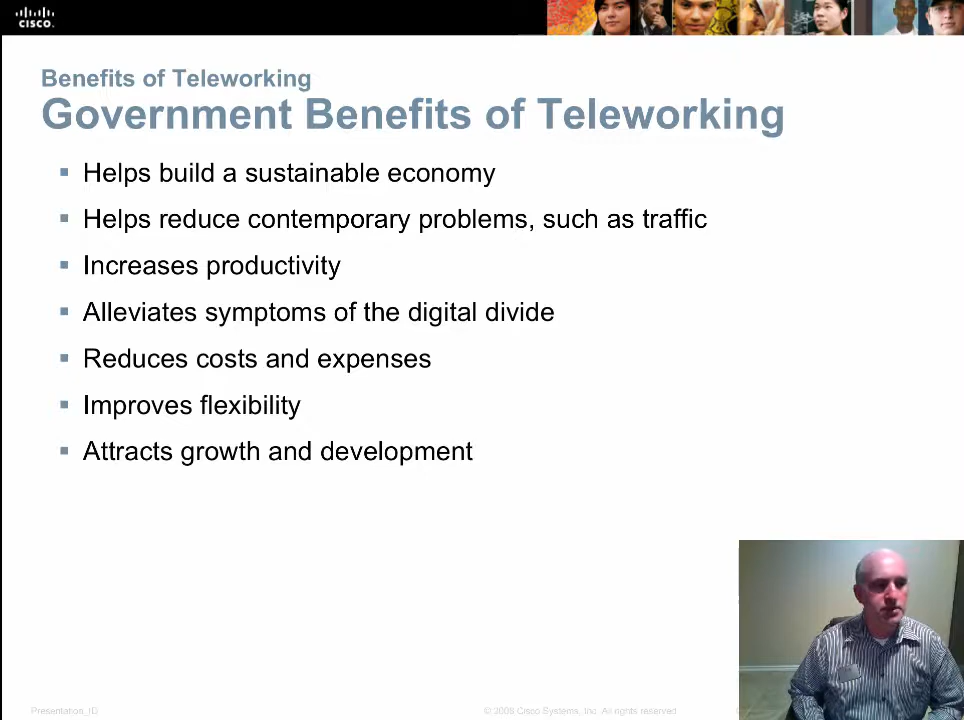 CISCO
Benefits of Teleworking
Government Benefits of Teleworking
▪ Helps build a sustainable economy
▪ Helps reduce contemporary problems, such as traffic
▪ Increases productivity
▪ Alleviates symptoms of the digital divide
▪ Reduces costs and expenses
▪ Improves flexibility
▪ Attracts growth and development
Presentation_ID
© 2008 Cisco Systems, Inc. All rights reserved.